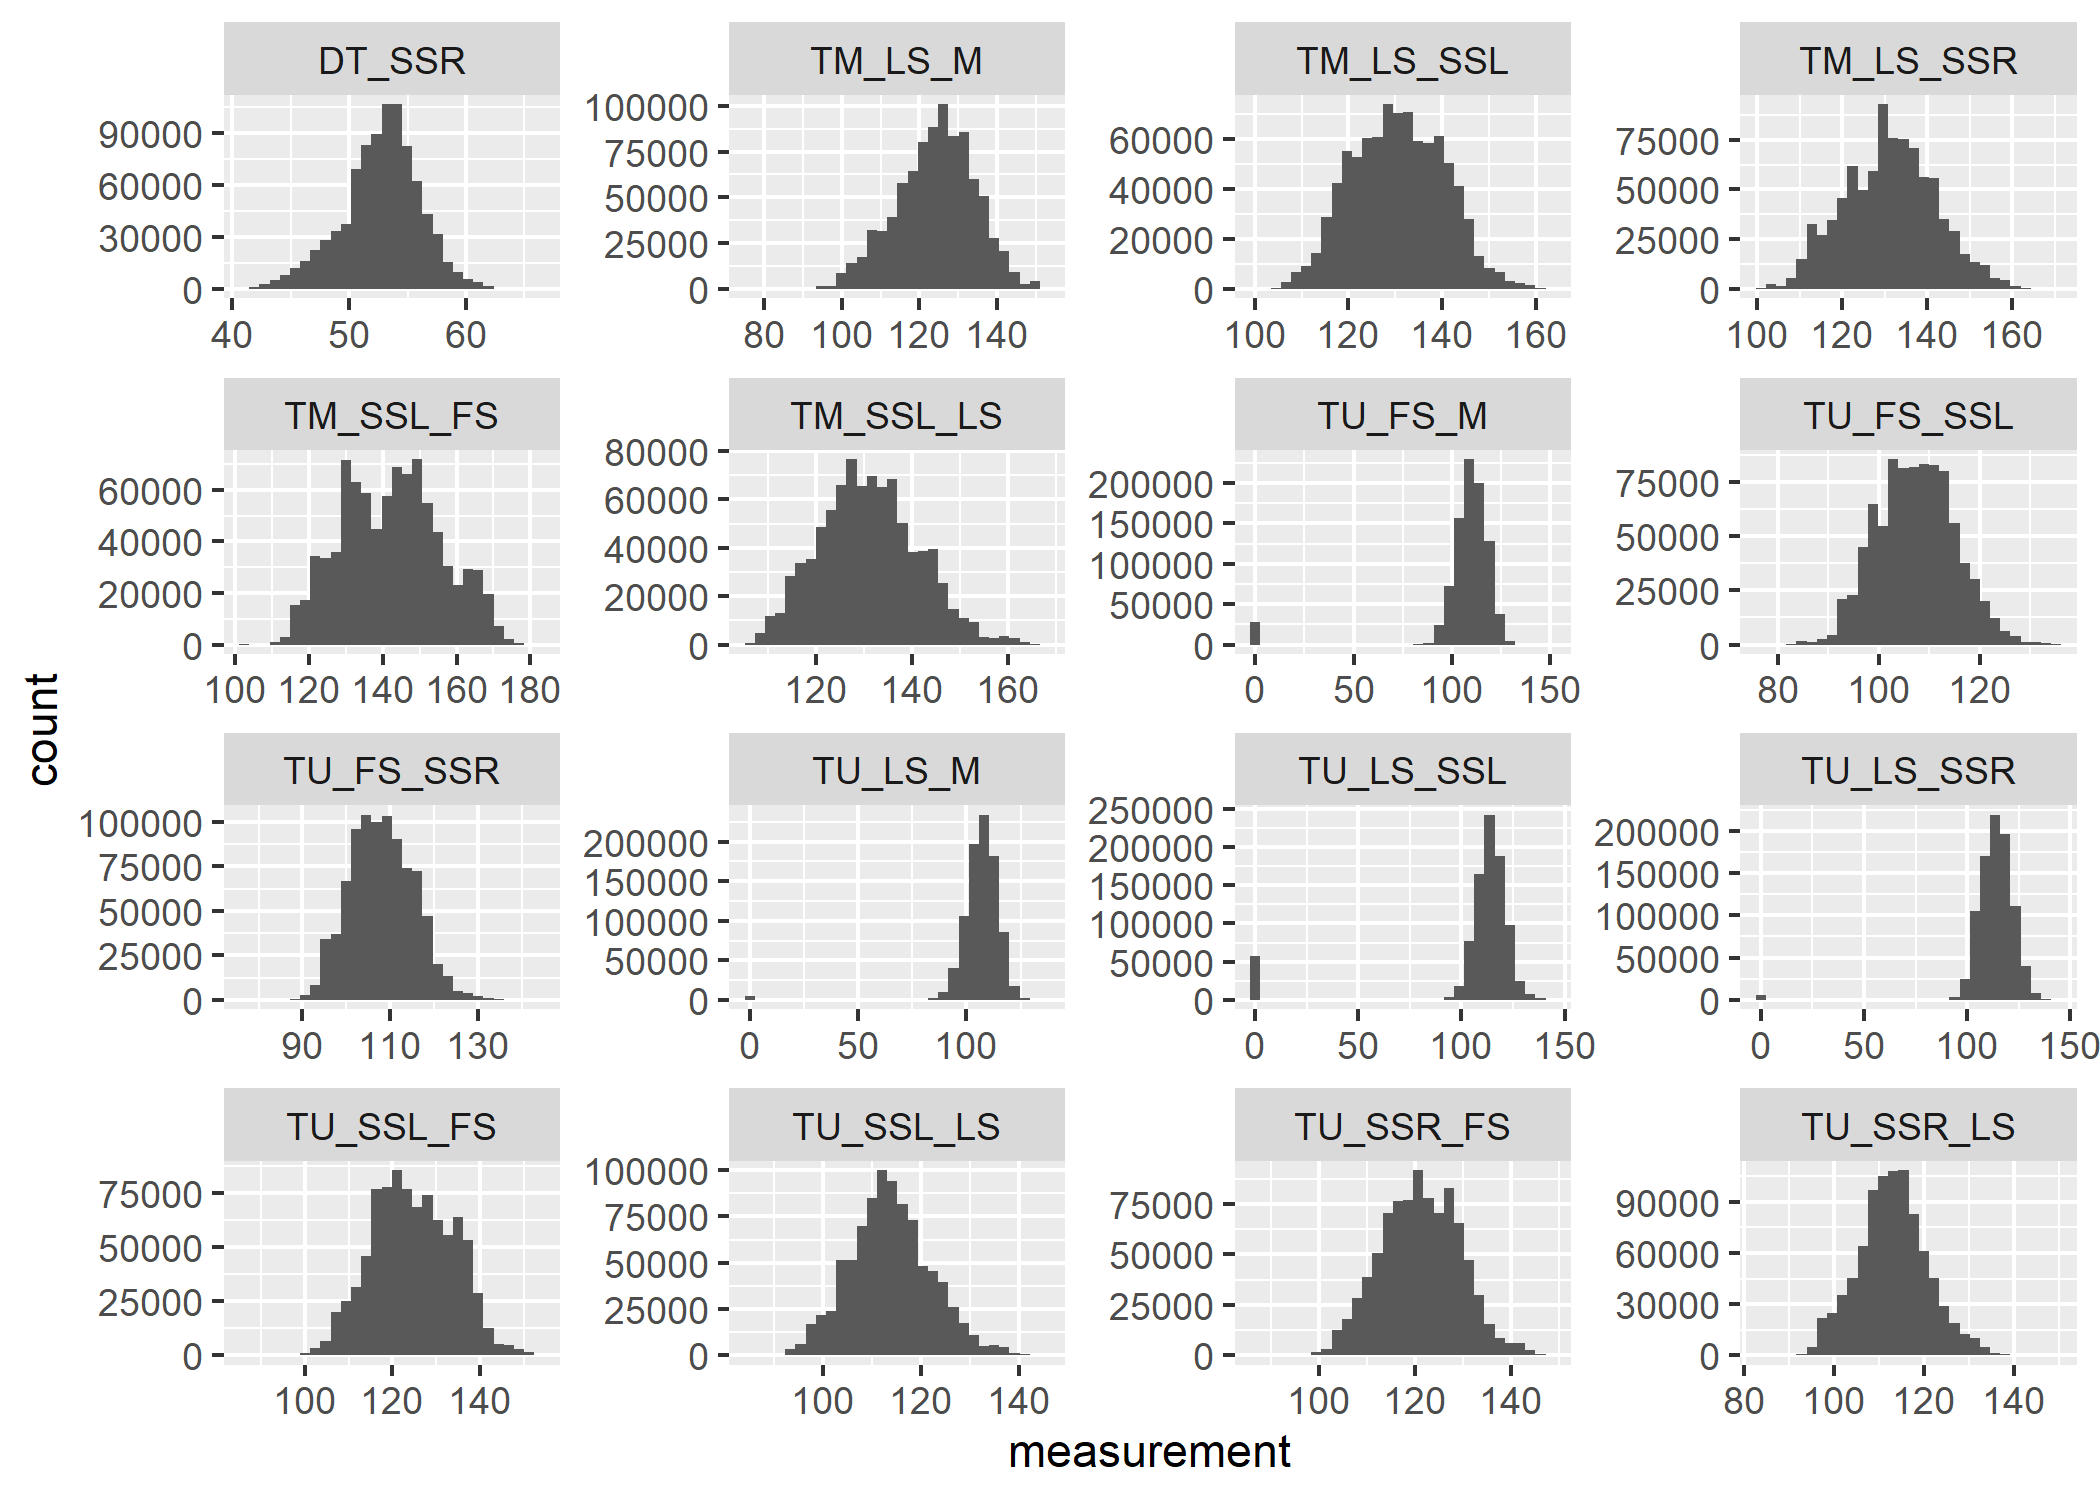 DT_SSR TM_LS_M TM_LS_SSL TM_LS_SSR
90000 60000 30000 0
100000 75000 50000 25000 0
60000 40000 20000 0
75000 50000 25000 0
40 50 60
80 100 120 140
100 120 140 160
100 120 140 160
TM_SSL_FS TM_SSL_LS TU_FS_M TU_FS_SSL
60000 40000 20000 0
80000 60000 40000 20000 0
200000 150000 100000 50000 0
75000 50000 25000 0
100 120 140 160 180
120 140 160
0 50 100 150
80 100 120
TU_FS_SSR TU_LS_M TU_LS_SSL TU_LS_SSR
100000 75000 50000 25000 0
200000 150000 100000 50000 0
250000 200000 150000 100000 50000 0
200000 150000 100000 50000 0
90 110 130
0 50 100
0 50 100 150
0 50 100 150
TU_SSL_FS TU_SSL_LS TU_SSR_FS TU_SSR_LS
75000 50000 25000 0
100000 75000 50000 25000 0
75000 50000 25000 0
90000 60000 30000 0
100 120 140
100 120 140
100 120 140
80 100 120 140
count
measurement